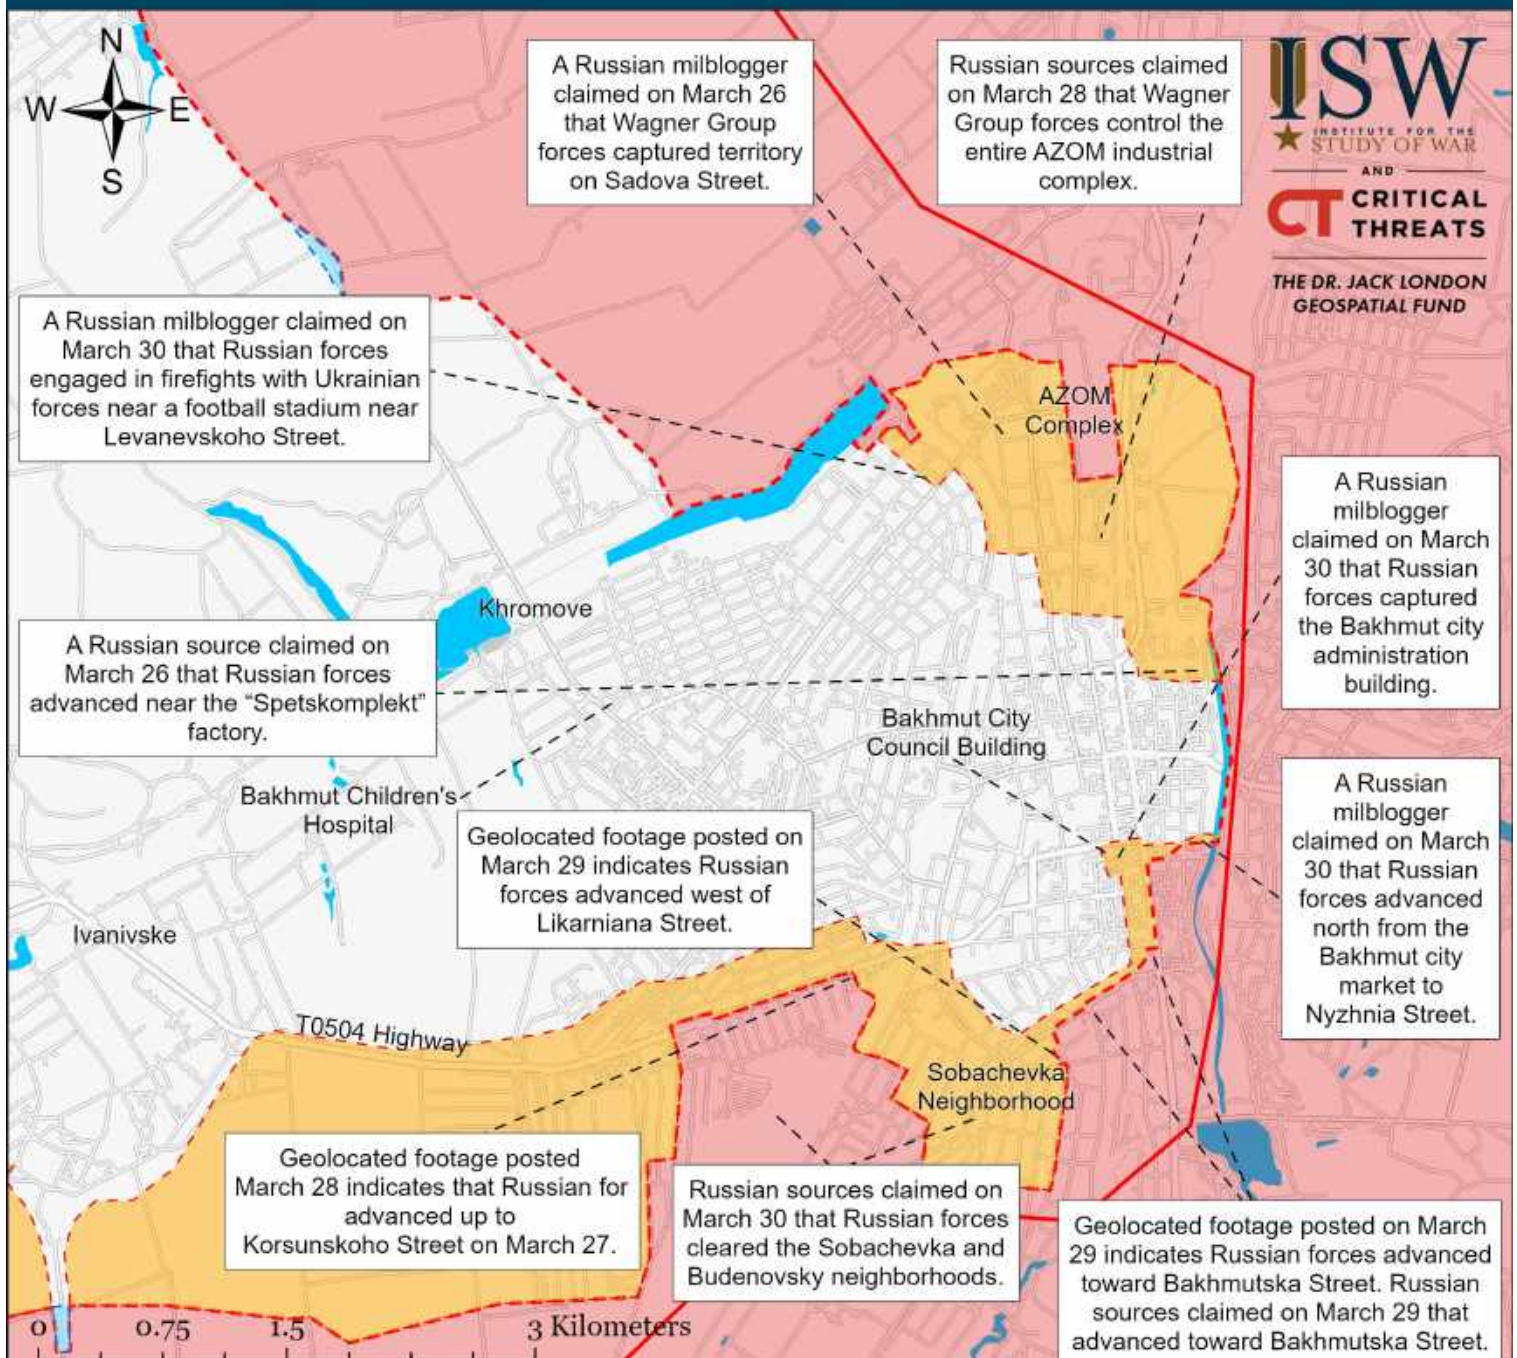 N
W
E
S
A Russian milblogger
claimed on March 26
that Wagner Group
forces captured territory
on Sadova Street.
Russian sources claimed
on March 28 that Wagner
Group forces control the
entire AZOM industrial
complex.
ISW
INSTITUTE FOR THE
STUDY OF WAR
AND
CT CRITICAL
THREATS
THE DR. JACK LONDON
GEOSPATIAL FUND
A Russian milblogger claimed on
March 30 that Russian forces
engaged in firefights with Ukrainian
forces near a football stadium near
Levanevskoho Street.
AZOM
Complex
A Russian
milblogger
claimed on March
30 that Russian
forces captured
the Bakhmut city
administration
building.
Khromove
A Russian source claimed on
March 26 that Russian forces
advanced near the “Spetskomplekt”
factory.
Bakhmut City
Council Building
Bakhmut Children's
Hospital
A Russian
milblogger
claimed on March
30 that Russian
forces advanced
north from the
Bakhmut city
market to
Nyzhnia Street.
Geolocated footage posted on
March 29 indicates Russian
forces advanced west of
Likarniana Street.
Ivanivske
T0504 Highway
Sobachevka
Neighborhood
Geolocated footage posted
March 28 indicates that Russian for
advanced up to
Korsunskoho Street on March 27.
Russian sources claimed on
March 30 that Russian forces
cleared the Sobachevka and
Budenovsky neighborhoods.
Geolocated footage posted on March
29 indicates Russian forces advanced
toward Bakhmutska Street. Russian
sources claimed on March 29 that
advanced toward Bakhmutska Street.
0 0.75 1.5 3 Kilometers